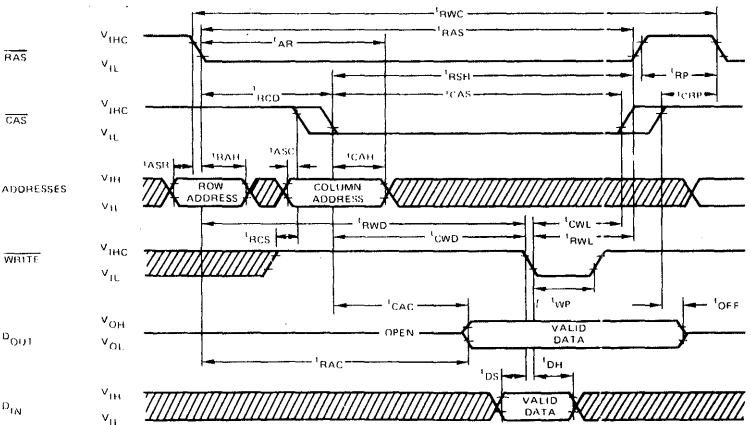 tRWC
RAS VIHC VIL tAR tRAS
tRSH tRP
tRCD tCAS tCRP
CAS VIHC VIL
tASR tRAH tASC tCAH
ADDRESSES VIH VIL ROW ADDRESS COLUMN ADDRESS
tRWD tCWL
tRCS tCWD tRWL
WRITE VIHC VIL
tWP
tCAC tOFF
DOUT VOH VOL OPEN VALID DATA
tRAC
tDS tDH
DIN VIH VIL VALID DATA